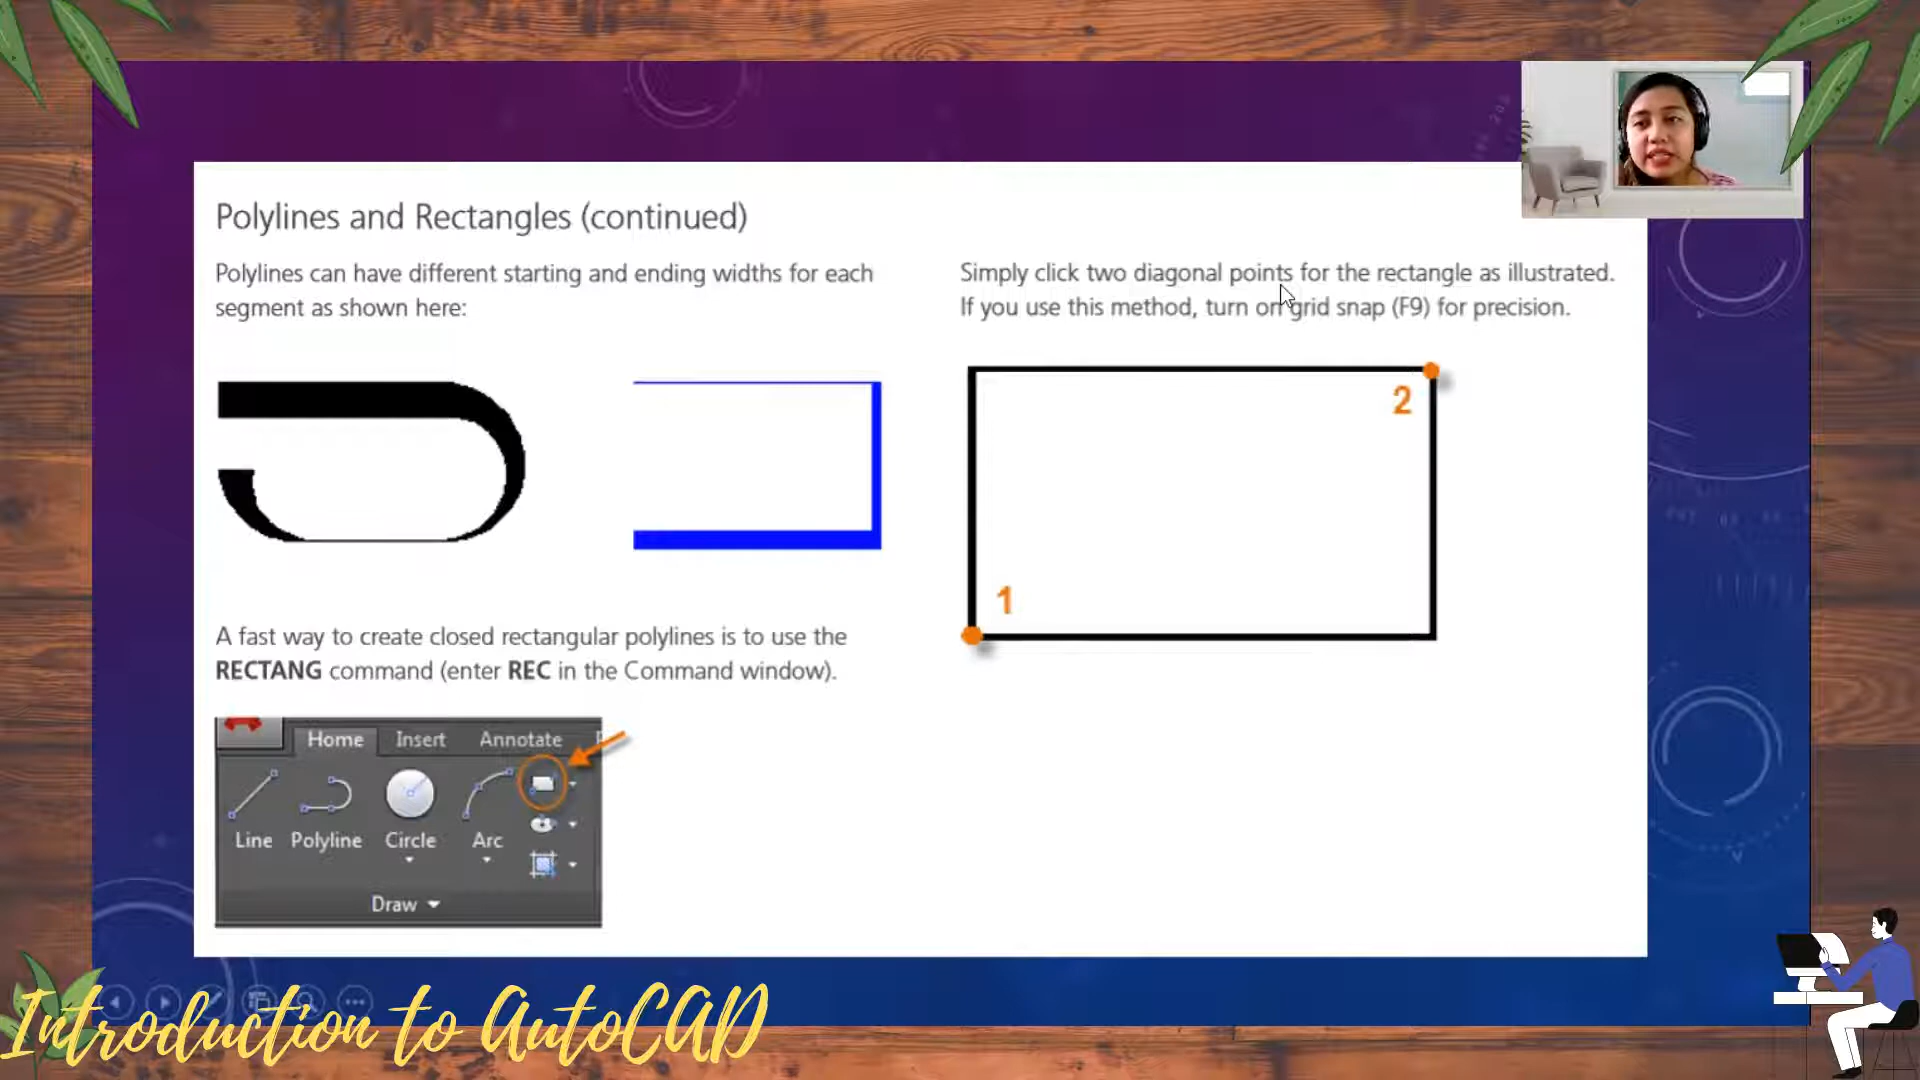 Polylines and Rectangles (continued)
Polylines can have different starting and ending widths for each
segment as shown here:
A fast way to create closed rectangular polylines is to use the
RECTANG command (enter REC in the Command window).
Home Insert Annotate
Line Polyline Circle Arc
Draw
Simply click two diagonal points for the rectangle as illustrated.
If you use this method, turn on grid snap (F9) for precision.
2
1
Introduction to AutoCAD